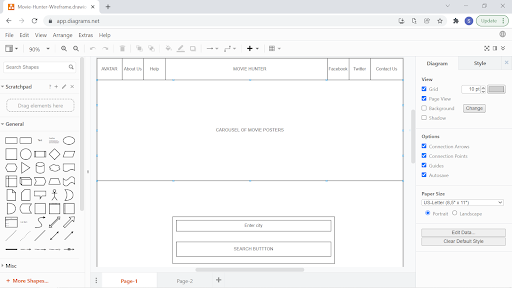 Movie-Hunter-Wireframe.drawio
app.diagrams.net
Update
File Edit View Arrange Extras Help
90%
Search Shapes
Scratchpad
Drag elements here
General
Misc
+ More Shapes...
AVATAR About Us Help MOVIE HUNTER Facebook Twitter Contact Us
CAROUSEL OF MOVIE POSTERS
Enter city
SEARCH BUTTTON
Page-1 Page-2
Diagram Style
View
Grid 10 pt
Page View
Background Change
Shadow
Options
Connection Arrows
Connection Points
Guides
Autosave
Paper Size
US-Letter (8,5" x 11")
Portrait Landscape
Edit Data...
Clear Default Style